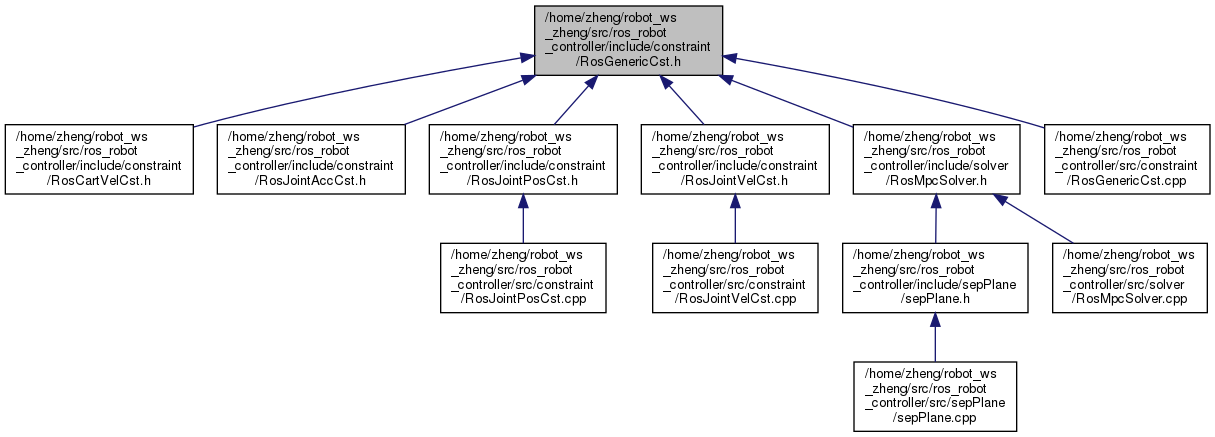 /home/zheng/robot_ws
_zheng/src/ros_robot
_controller/include/constraint
/RosGenericCst.h
/home/zheng/robot_ws
_zheng/src/ros_robot
_controller/include/constraint
/RosCartVelCst.h
/home/zheng/robot_ws
_zheng/src/ros_robot
_controller/include/constraint
/RosJointAccCst.h
/home/zheng/robot_ws
_zheng/src/ros_robot
_controller/include/constraint
/RosJointPosCst.h
/home/zheng/robot_ws
_zheng/src/ros_robot
_controller/include/constraint
/RosJointVelCst.h
/home/zheng/robot_ws
_zheng/src/ros_robot
_controller/include/solver
/RosMpcSolver.h
/home/zheng/robot_ws
_zheng/src/ros_robot
_controller/src/constraint
/RosGenericCst.cpp
/home/zheng/robot_ws
_zheng/src/ros_robot
_controller/src/constraint
/RosJointPosCst.cpp
/home/zheng/robot_ws
_zheng/src/ros_robot
_controller/src/constraint
/RosJointVelCst.cpp
/home/zheng/robot_ws
_zheng/src/ros_robot
_controller/include/sepPlane
/sepPlane.h
/home/zheng/robot_ws
_zheng/src/ros_robot
_controller/src/solver
/RosMpcSolver.cpp
/home/zheng/robot_ws
_zheng/src/ros_robot
_controller/src/sepPlane
/sepPlane.cpp